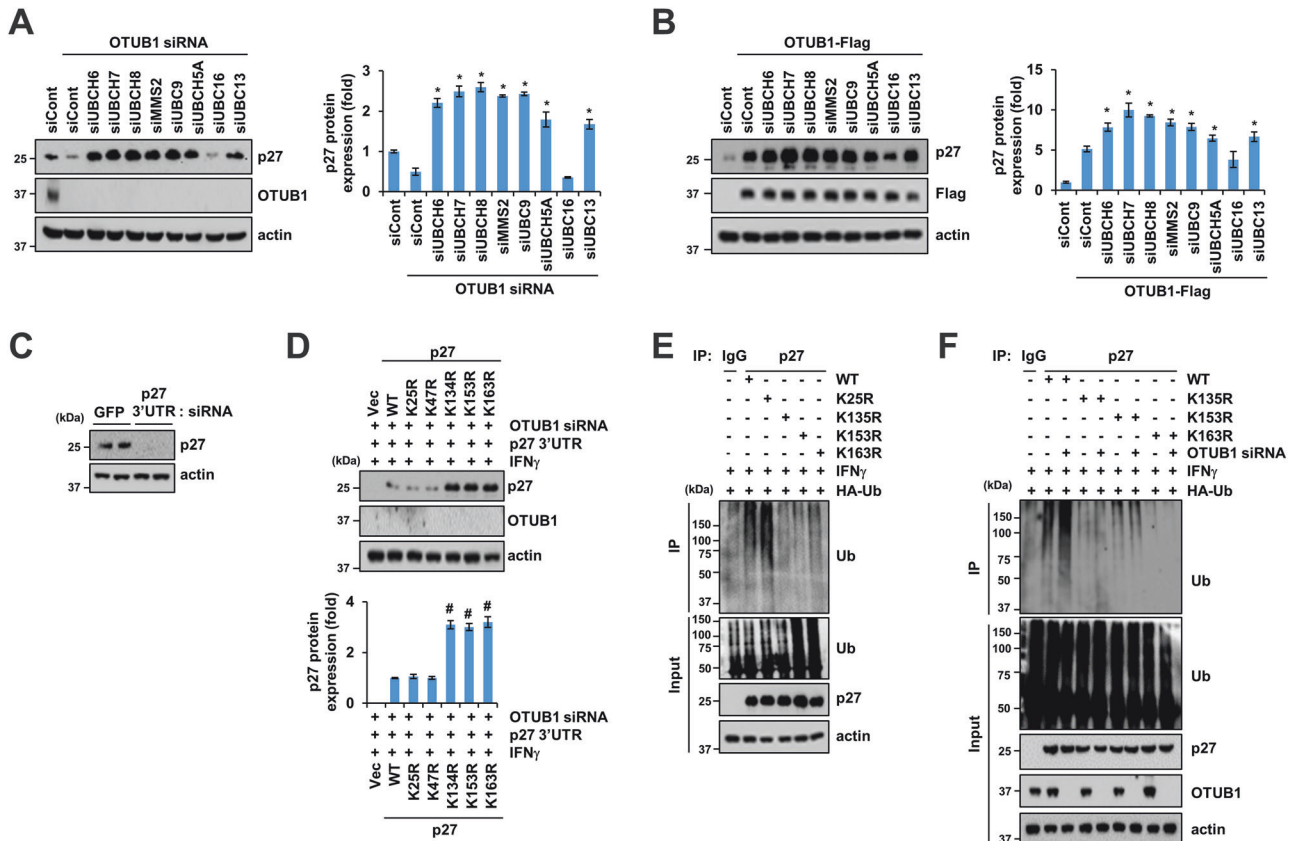 A
OTUB1 siRNA
siCont
siCont
siUBCH6
siUBCH7
siUBCH8
siMMS2
siUBC9
siUBCH5A
siUBC16
siUBC13
25
p27
37
OTUB1
actin
37
p27 protein
expression (fold)
3
2
1
0
*
*
*
*
*
*
*
siCont
siCont
siUBCH6
siUBCH7
siUBCH8
siMMS2
siUBC9
siUBCH5A
siUBC16
siUBC13
OTUB1 siRNA
B
OTUB1-Flag
siCont
siCont
siUBCH6
siUBCH7
siUBCH8
siMMS2
siUBC9
siUBCH5A
siUBC16
siUBC13
25
p27
37
Flag
actin
37
p27 protein
expression (fold)
15
10
5
0
*
*
*
*
*
*
*
siCont
siCont
siUBCH6
siUBCH7
siUBCH8
siMMS2
siUBC9
siUBCH5A
siUBC16
siUBC13
OTUB1-Flag
C
p27
(kDa) GFP 3'UTR : siRNA
25
p27
actin
37
D
p27
Vec
WT
K25R
K47R
K134R
K153R
K163R
+ + + + + + + OTUB1 siRNA
+ + + + + + + p27 3'UTR
(kDa) + + + + + + + IFNγ
25
p27
37
OTUB1
actin
37
p27 protein
expression (fold)
4
2
0
#
#
#
+ + + + + + + OTUB1 siRNA
+ + + + + + + p27 3'UTR
+ + + + + + + IFNγ
Vec
WT
K25R
K47R
K134R
K153R
K163R
p27
E
IP: IgG p27
- + - - - - WT
- - + - - - K25R
- - - + - - K135R
- - - - + - K153R
- - - - - + K163R
+ + + + + + IFNγ
(kDa) + + + + + + HA-Ub
IP
150
100
75
50
37
Ub
Input
150
100
75
50
Ub
25
p27
actin
37
F
IP: IgG p27
- + + - - - - - - WT
- - - + + - - - - K135R
- - - - - + + - - K153R
- - - - - - - + + K163R
- - + - + - + - + OTUB1 siRNA
+ + + + + + + + + IFNγ
(kDa) + + + + + + + + + HA-Ub
IP
150
100
75
50
37
Ub
Input
150
100
75
50
Ub
25
p27
37
OTUB1
actin
37